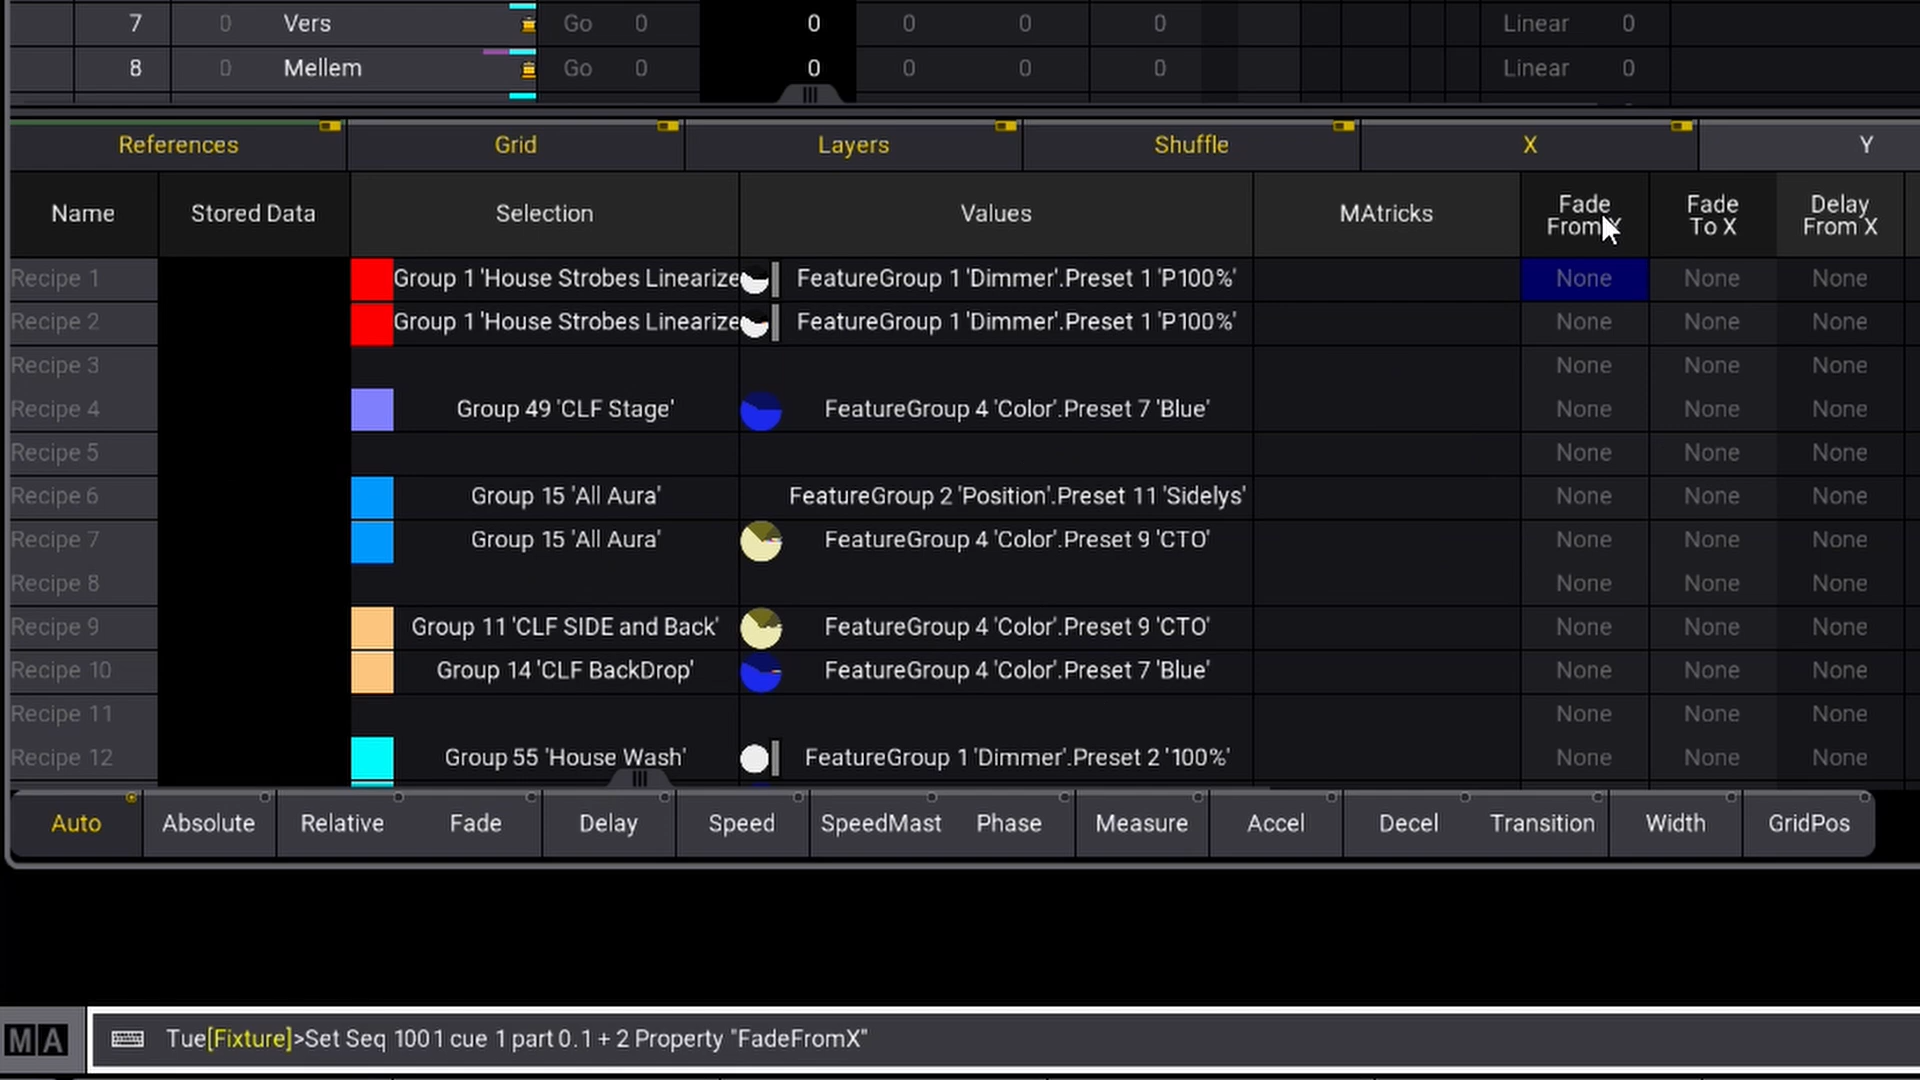 7 0 Vers Go 0 0 0 0 0 Linear 0
8 0 Mellem Go 0 0 0 0 0 Linear 0
References Grid Layers Shuffle X Y
Name Stored Data Selection Values MAtricks Fade From X Fade To X Delay From X
Recipe 1 Group 1 'House Strobes Linearize FeatureGroup 1 'Dimmer'.Preset 1 'P100%' None None None
Recipe 2 Group 1 'House Strobes Linearize FeatureGroup 1 'Dimmer'.Preset 1 'P100%' None None None
Recipe 3 None None None
Recipe 4 Group 49 'CLF Stage' FeatureGroup 4 'Color'.Preset 7 'Blue' None None None
Recipe 5 None None None
Recipe 6 Group 15 'All Aura' FeatureGroup 2 'Position'.Preset 11 'Sidelys' None None None
Recipe 7 Group 15 'All Aura' FeatureGroup 4 'Color'.Preset 9 'CTO' None None None
Recipe 8 None None None
Recipe 9 Group 11 'CLF SIDE and Back' FeatureGroup 4 'Color'.Preset 9 'CTO' None None None
Recipe 10 Group 14 'CLF BackDrop' FeatureGroup 4 'Color'.Preset 7 'Blue' None None None
Recipe 11 None None None
Recipe 12 Group 55 'House Wash' FeatureGroup 1 'Dimmer'.Preset 2 '100%' None None None
Auto Absolute Relative Fade Delay Speed SpeedMast Phase Measure Accel Decel Transition Width GridPos
MA Tue[Fixture]>Set Seq 1001 cue 1 part 0.1 + 2 Property "FadeFromX"